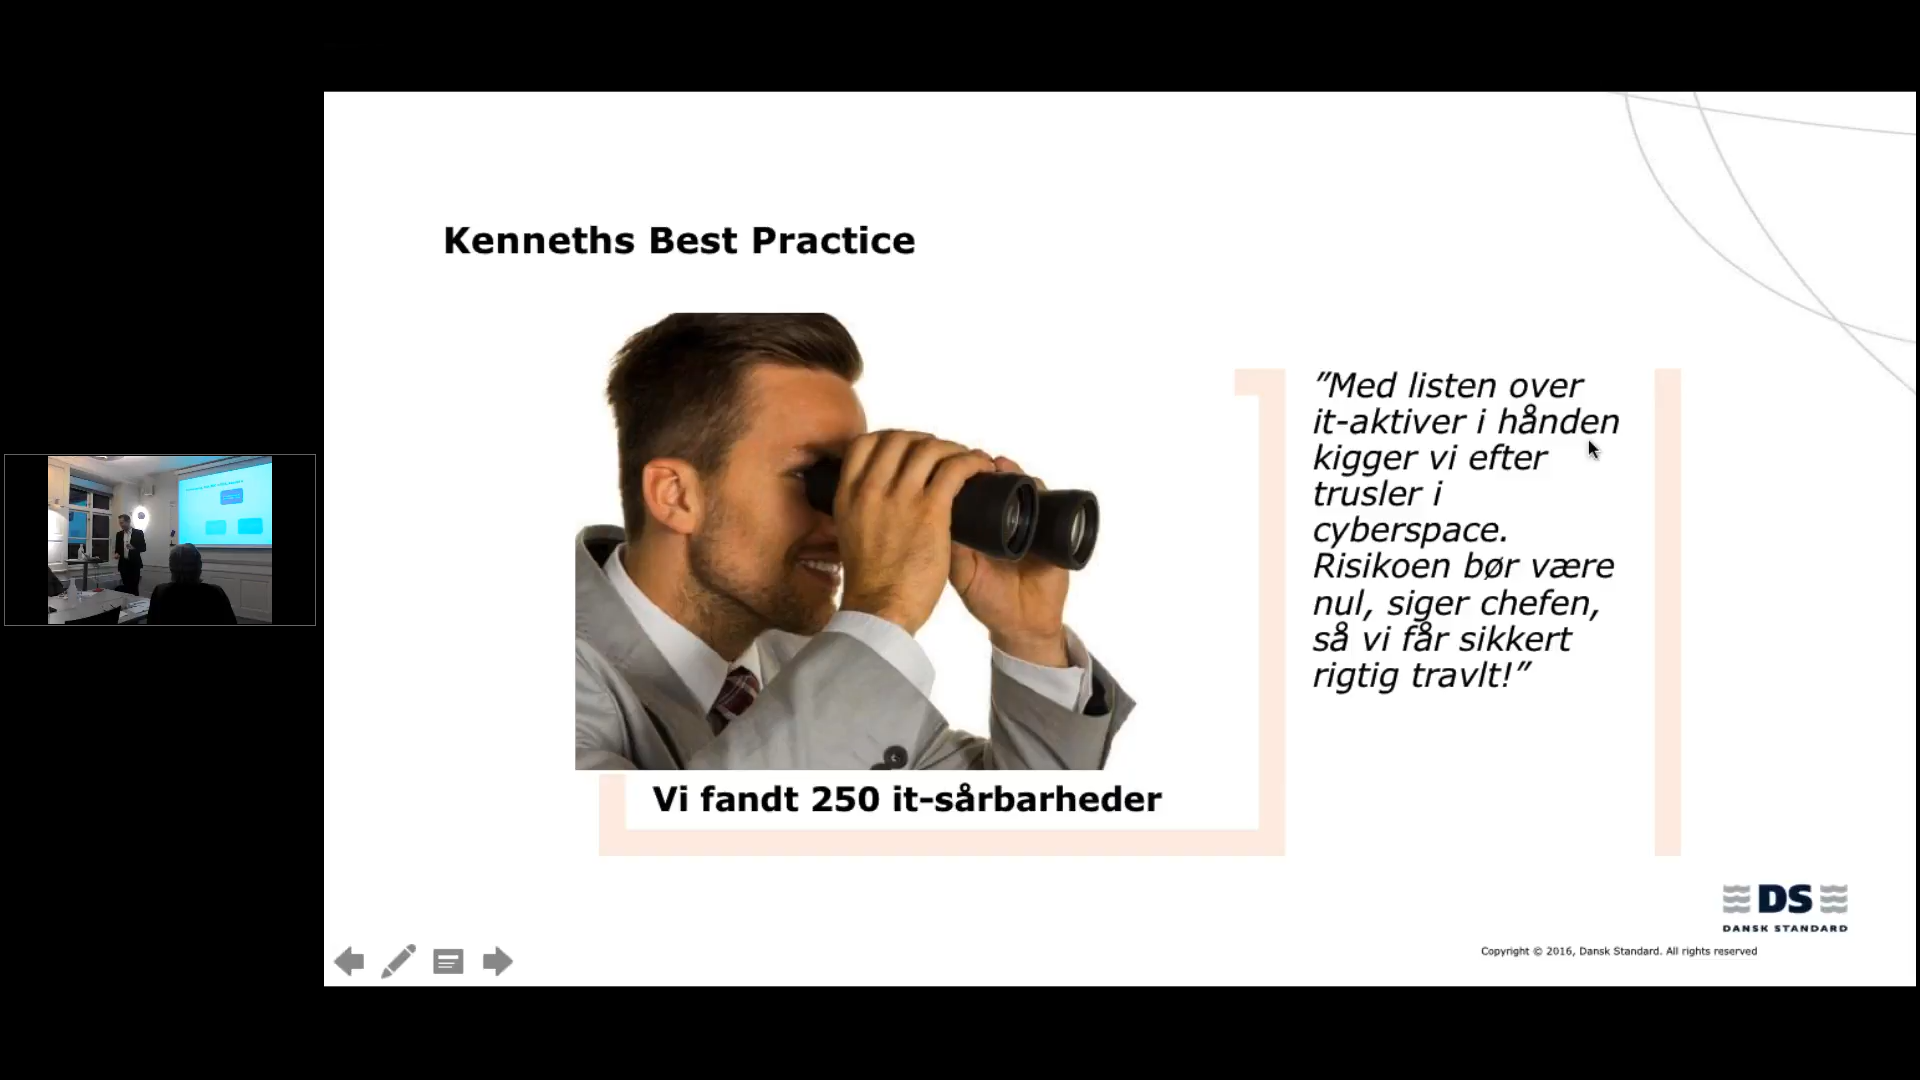 Kenneths Best Practice
”Med listen over
it-aktiver i hånden
kigger vi efter
trusler i
cyberspace.
Risikoen bør være
nul, siger chefen,
så vi får sikkert
rigtig travlt!”
Vi fandt 250 it-sårbarheder
DS
DANSK STANDARD
Copyright © 2016, Dansk Standard. All rights reserved